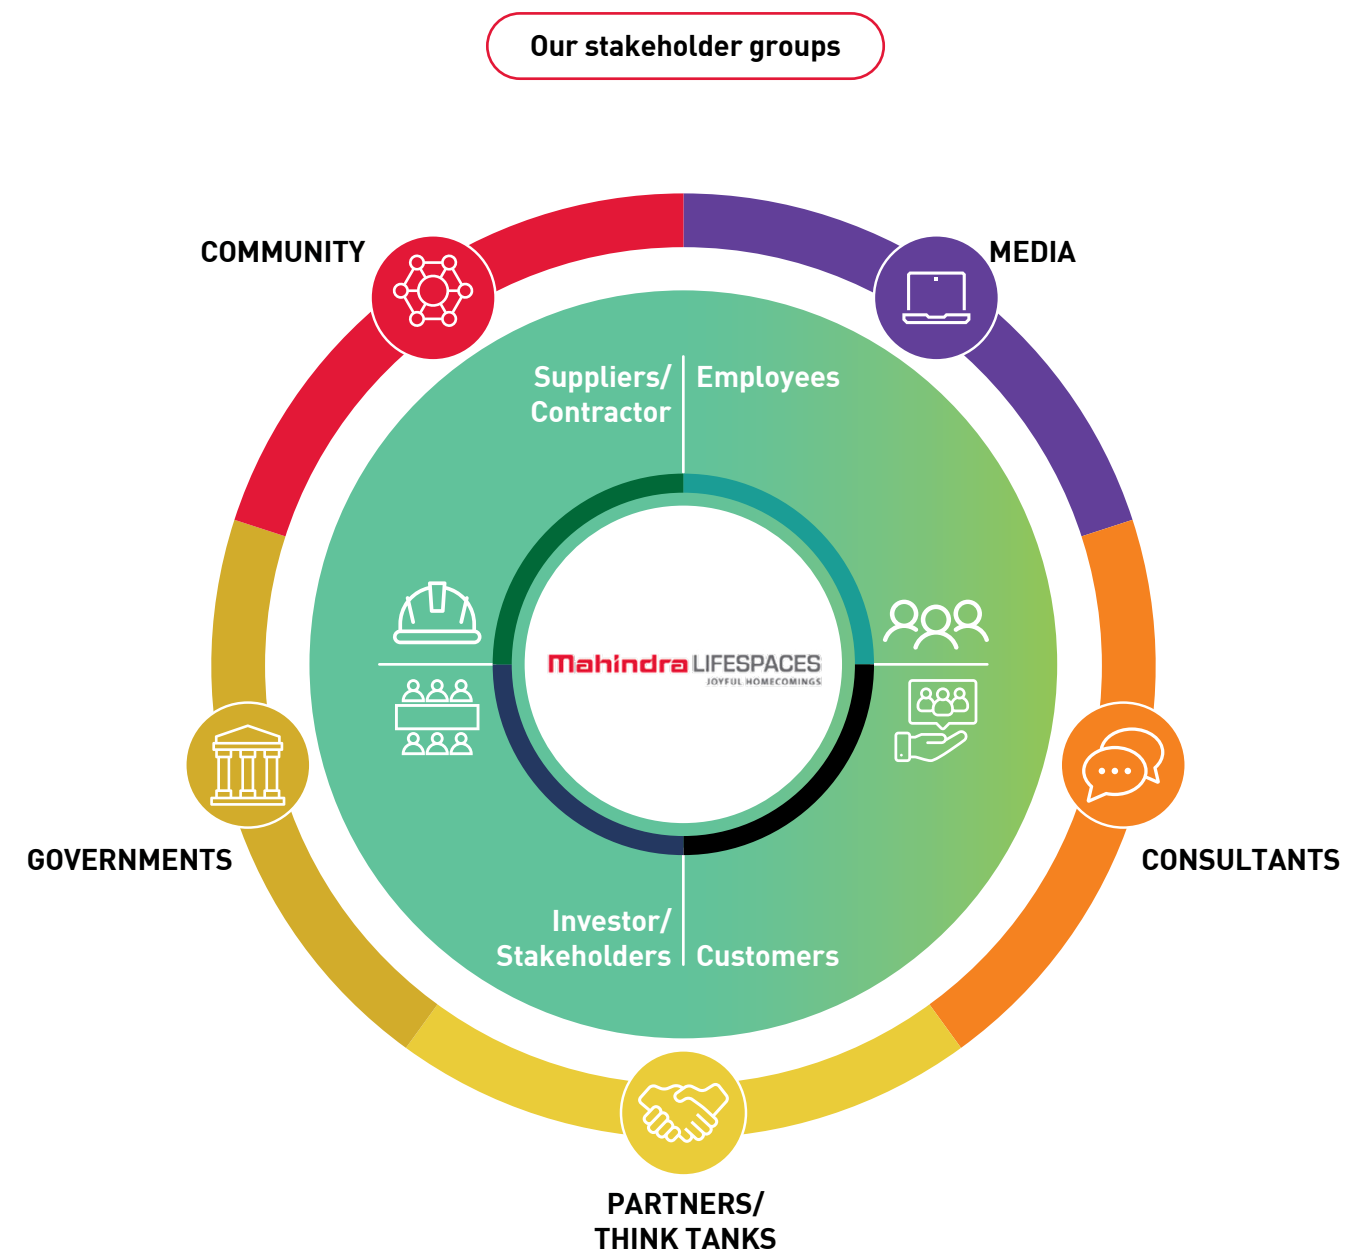 Our stakeholder groups
COMMUNITY
MEDIA
Suppliers/
Contractor
Employees
Mahindra LIFESPACES
JOYFUL HOMECOMINGS
GOVERNMENTS
CONSULTANTS
Investor/
Stakeholders
Customers
PARTNERS/
THINK TANKS